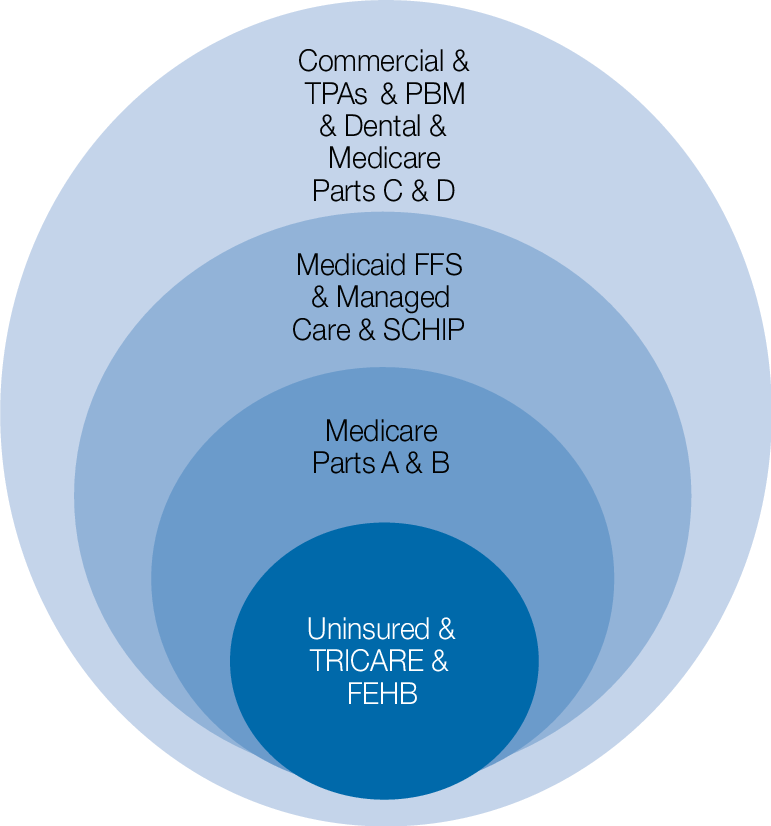 Commercial &
TPAs & PBM
& Dental &
Medicare
Parts C & D
Medicaid FFS
& Managed
Care & SCHIP
Medicare
Parts A & B
Uninsured &
TRICARE &
FEHB